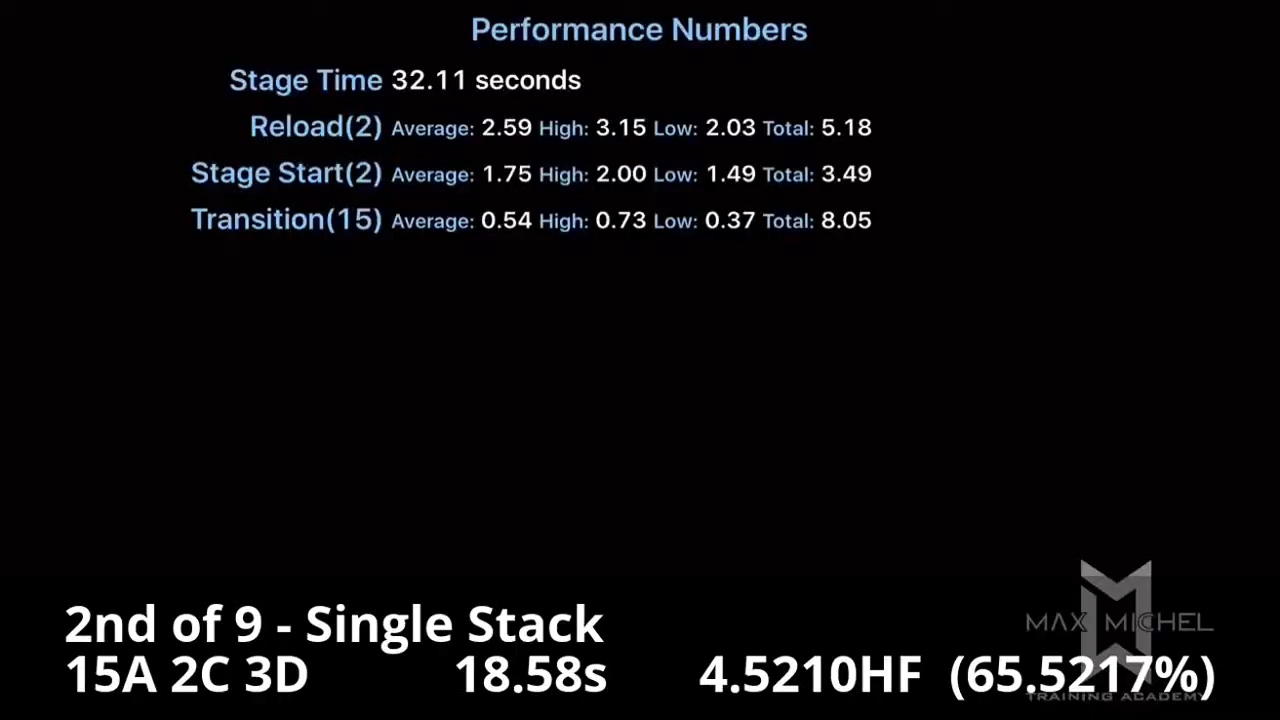 Performance Numbers
Stage Time 32.11 seconds
Reload(2) Average: 2.59 High: 3.15 Low: 2.03 Total: 5.18
Stage Start(2) Average: 1.75 High: 2.00 Low: 1.49 Total: 3.49
Transition(15) Average: 0.54 High: 0.73 Low: 0.37 Total: 8.05
2nd of 9 - Single Stack
MAX MICHEL
15A 2C 3D 18.58s 4.5210HF (65.5217%)
TRAINING ACADEMY